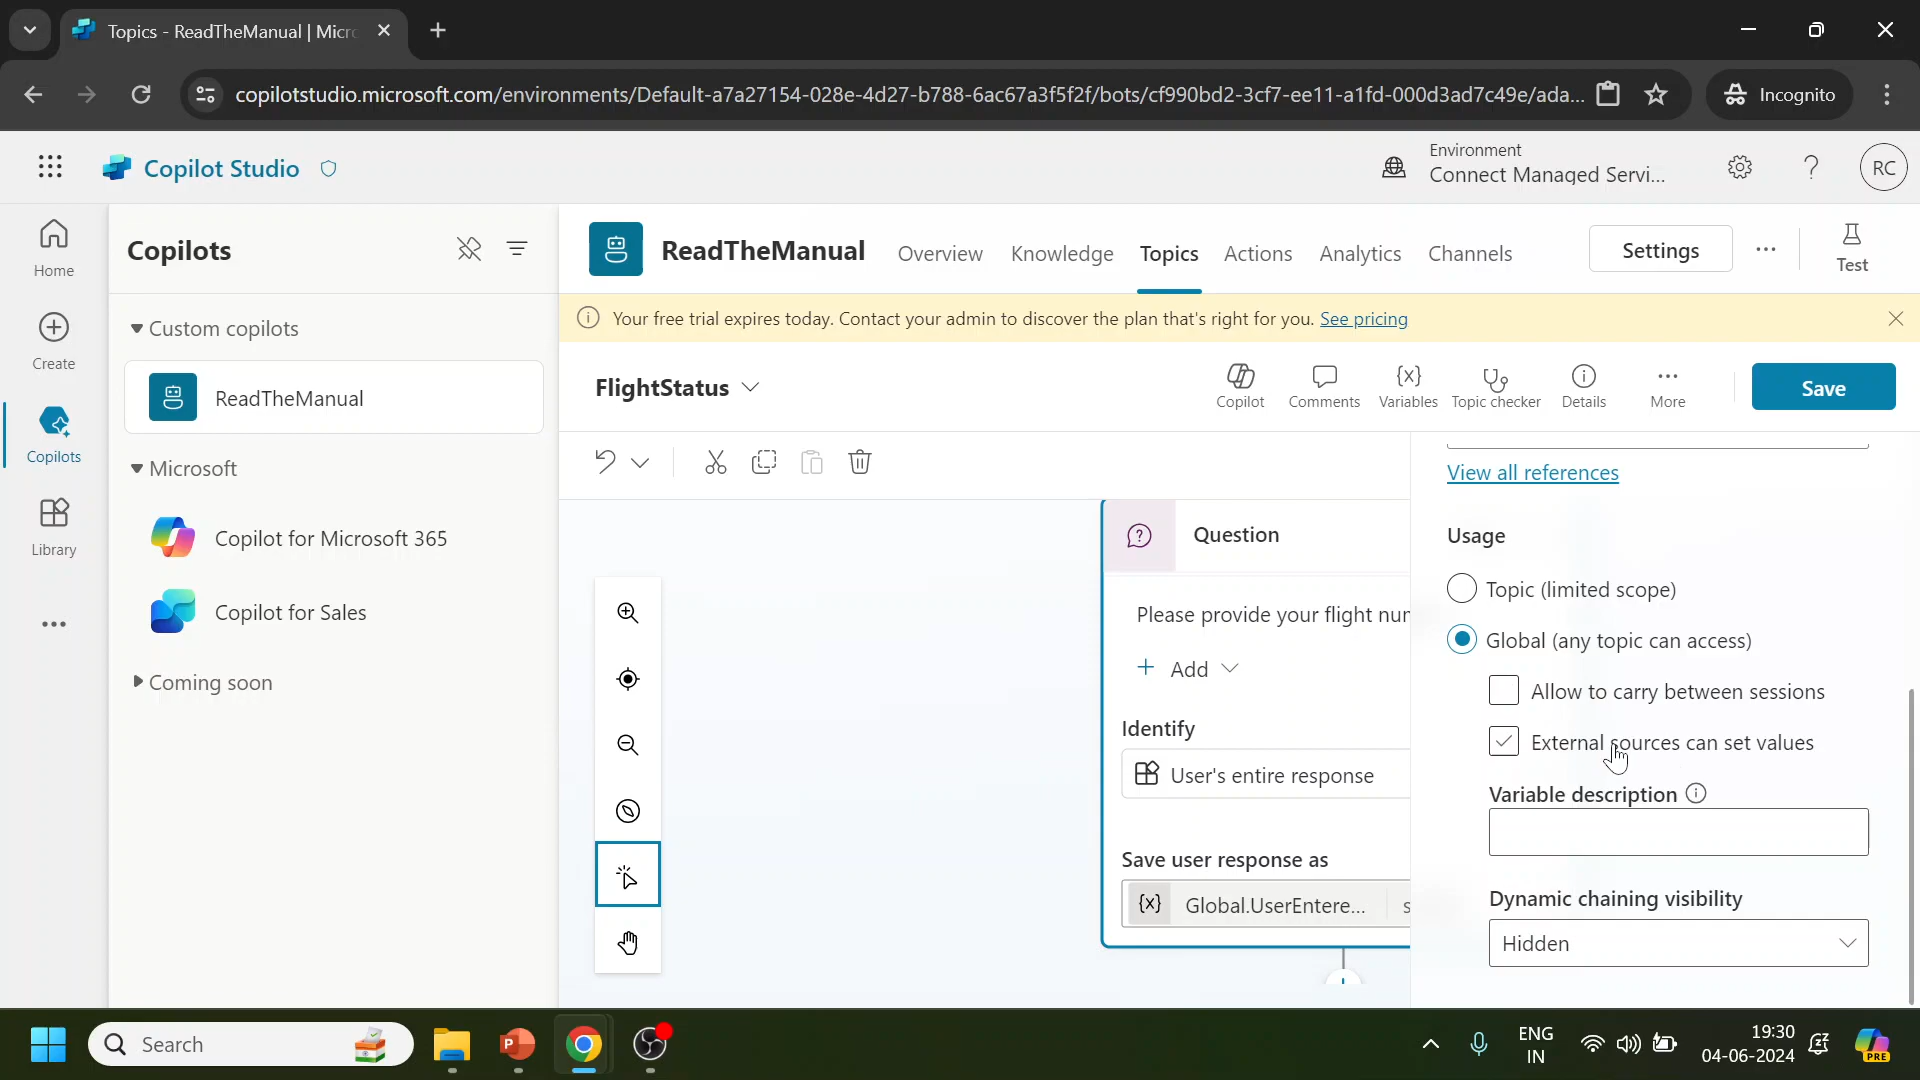 Topics - ReadTheManual | Micr
copilotstudio.microsoft.com/environments/Default-a7a27154-028e-4d27-b788-6ac67a3f5f2f/bots/cf990bd2-3cf7-ee11-a1fd-000d3ad7c49e/ada...
Incognito
Copilot Studio
Environment
Connect Managed Servi...
RC
Home
Create
Copilots
Library
Copilots
Custom copilots
ReadTheManual
Microsoft
Copilot for Microsoft 365
Copilot for Sales
Coming soon
ReadTheManual
Overview
Knowledge
Topics
Actions
Analytics
Channels
Settings
Test
Your free trial expires today. Contact your admin to discover the plan that's right for you. See pricing
FlightStatus
Copilot
Comments
Variables
Topic checker
Details
More
Save
Question
Please provide your flight nur
Add
Identify
User's entire response
Save user response as
{x} Global.UserEntere... s
View all references
Usage
Topic (limited scope)
Global (any topic can access)
Allow to carry between sessions
External sources can set values
Variable description
Dynamic chaining visibility
Hidden
Search
ENG
IN
19:30
04-06-2024
PRE